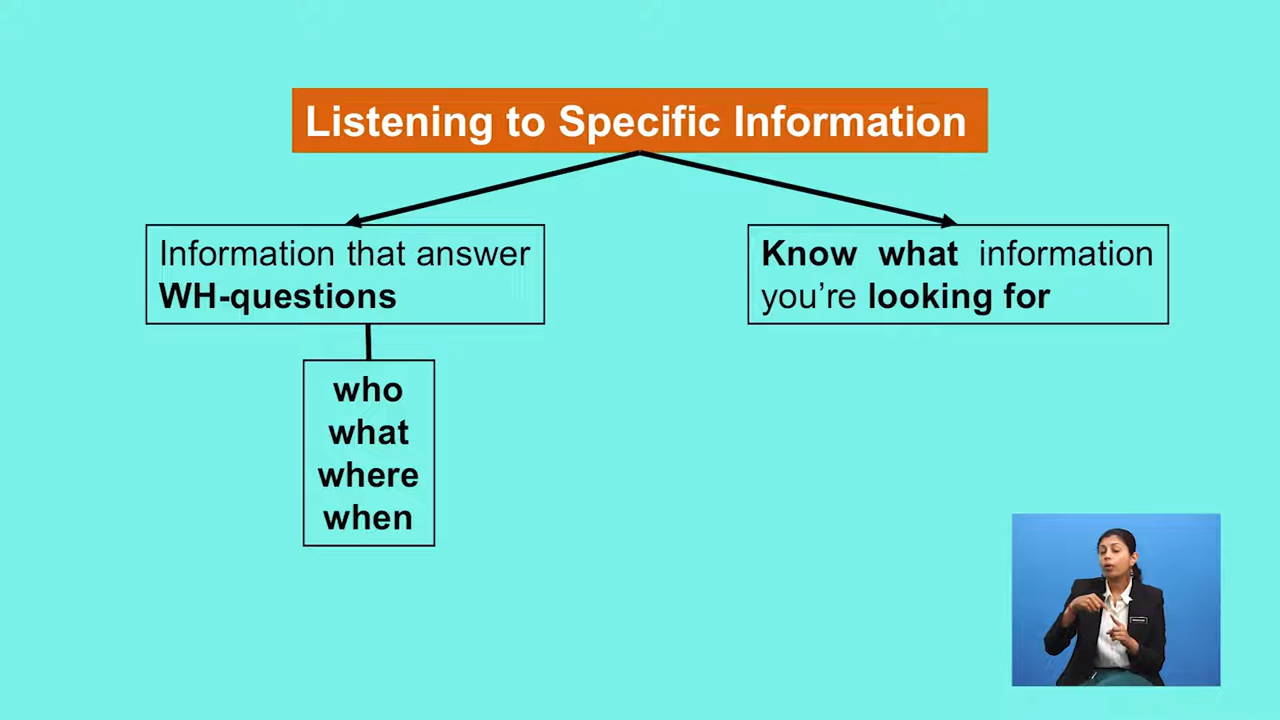 Listening to Specific Information
Information that answer
WH-questions
Know what information
you're looking for
who
what
where
when